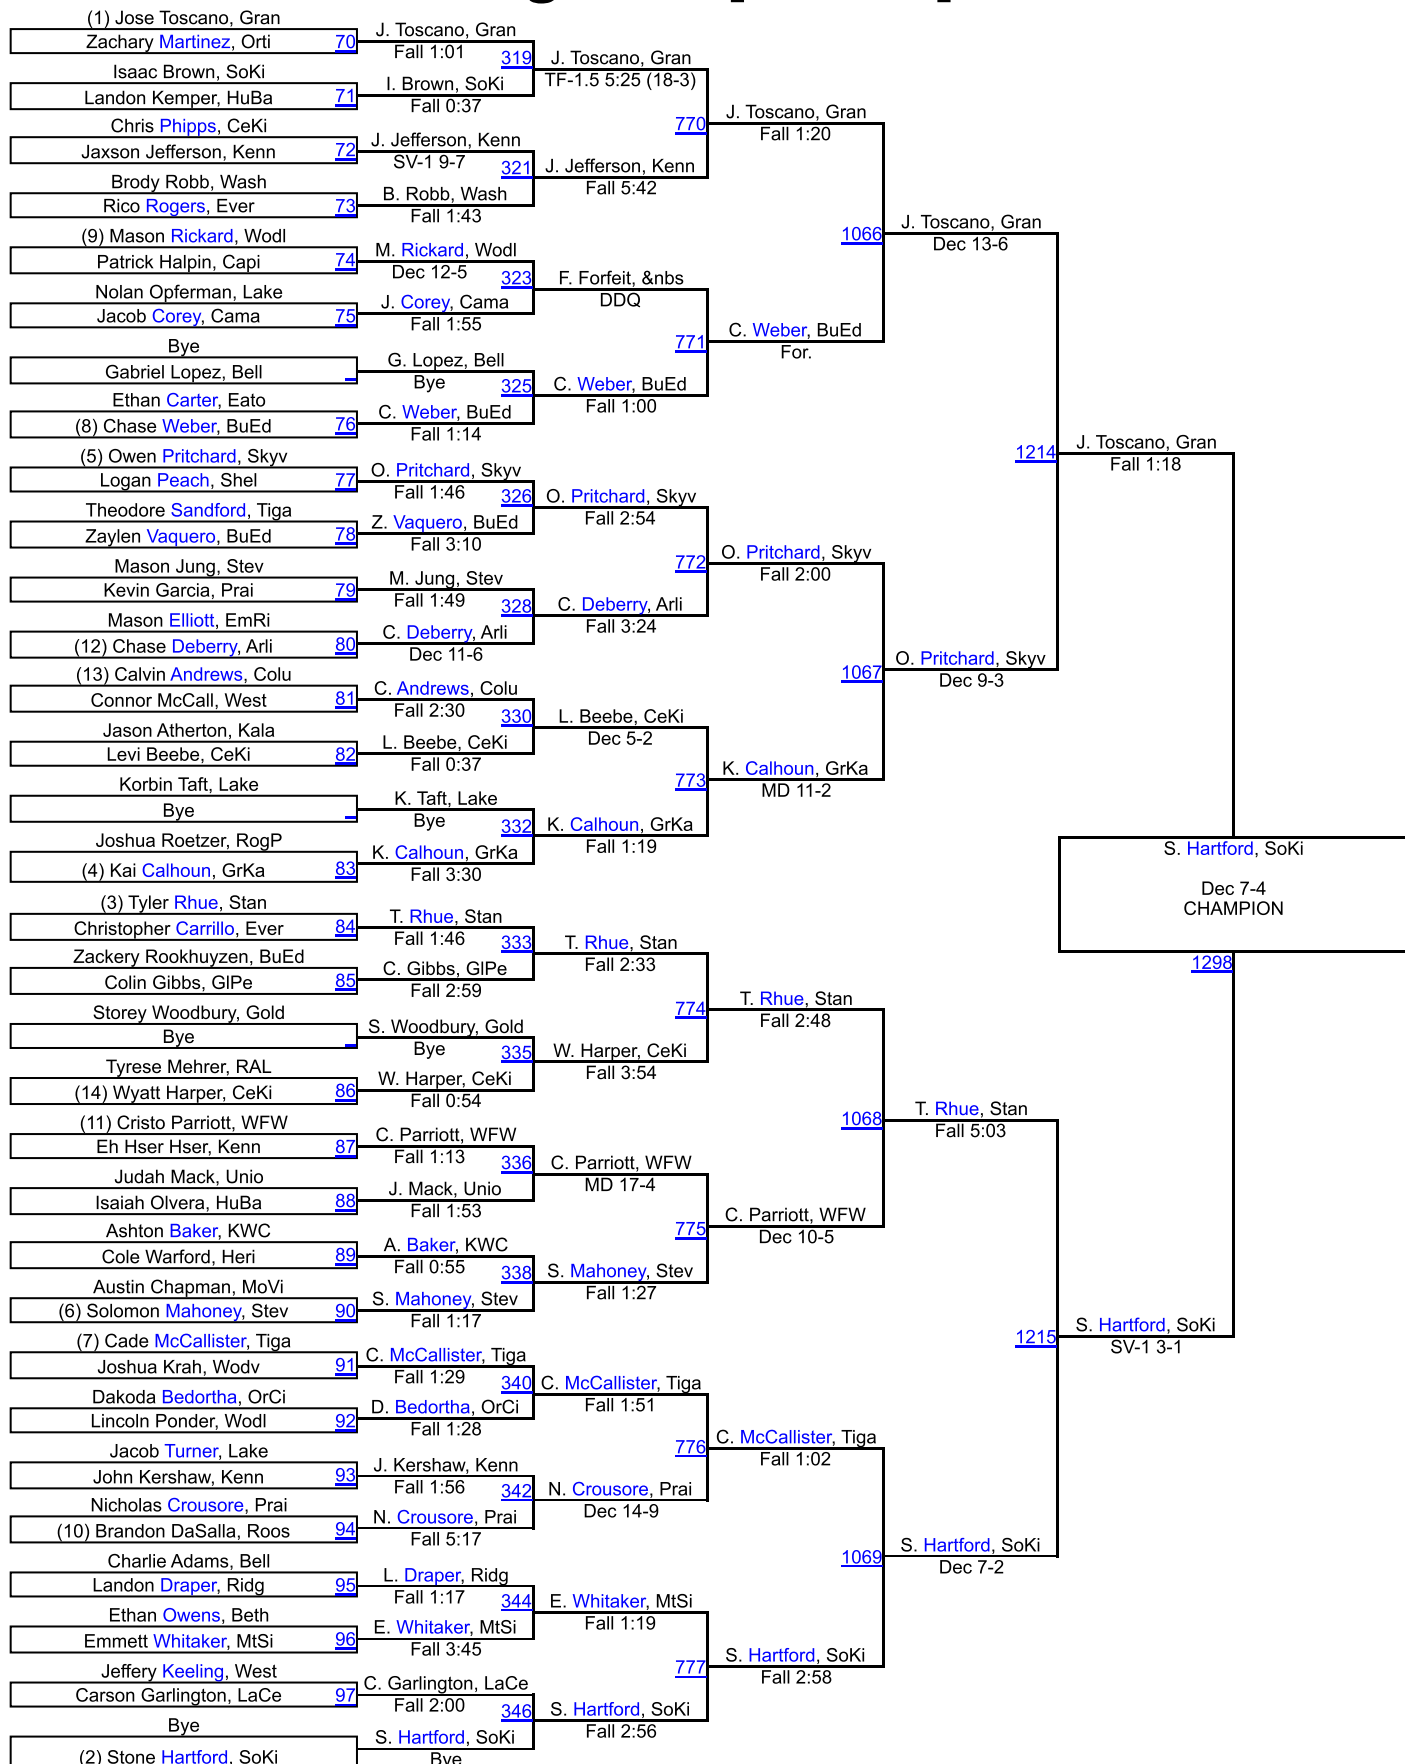 (1) Jose Toscano, Gran
Zachary Martinez, Orti 70
Isaac Brown, SoKi
Landon Kemper, HuBa 71
Chris Phipps, CeKi
Jaxson Jefferson, Kenn 72
Brody Robb, Wash
Rico Rogers, Ever 73
(9) Mason Rickard, Wodl
Patrick Halpin, Capi 74
Nolan Opferman, Lake
Jacob Corey, Cama 75
Bye
Gabriel Lopez, Bell
Ethan Carter, Eato
(8) Chase Weber, BuEd 76
(5) Owen Pritchard, Skyv
Logan Peach, Shel 77
Theodore Sandford, Tiga
Zaylen Vaquero, BuEd 78
Mason Jung, Stev
Kevin Garcia, Prai 79
Mason Elliott, EmRi
(12) Chase Deberry, Arli 80
(13) Calvin Andrews, Colu
Connor McCall, West 81
Jason Atherton, Kala
Levi Beebe, CeKi 82
Korbin Taft, Lake
Bye
Joshua Roetzer, RogP
(4) Kai Calhoun, GrKa 83
(3) Tyler Rhue, Stan
Christopher Carrillo, Ever 84
Zackery Rookhuyzen, BuEd
Colin Gibbs, GlPe 85
Storey Woodbury, Gold
Bye
Tyrese Mehrer, RAL
(14) Wyatt Harper, CeKi 86
(11) Cristo Parriott, WFW
Eh Hser Hser, Kenn 87
Judah Mack, Unio
Isaiah Olvera, HuBa 88
Ashton Baker, KWC
Cole Warford, Heri 89
Austin Chapman, MoVi
(6) Solomon Mahoney, Stev 90
(7) Cade McCallister, Tiga
Joshua Krah, Wodv 91
Dakoda Bedortha, OrCi
Lincoln Ponder, Wodl 92
Jacob Turner, Lake
John Kershaw, Kenn 93
Nicholas Crousore, Prai
(10) Brandon DaSalla, Roos 94
Charlie Adams, Bell
Landon Draper, Ridg 95
Ethan Owens, Beth
Emmett Whitaker, MtSi 96
Jeffery Keeling, West
Carson Garlington, LaCe 97
Bye
(2) Stone Hartford, SoKi
J. Toscano, Gran
Fall 1:01
319
I. Brown, SoKi
Fall 0:37
J. Jefferson, Kenn
SV-1 9-7
321
B. Robb, Wash
Fall 1:43
M. Rickard, Wodl
Dec 12-5
323
J. Corey, Cama
Fall 1:55
G. Lopez, Bell
Bye
325
C. Weber, BuEd
Fall 1:14
O. Pritchard, Skyv
Fall 1:46
326
Z. Vaquero, BuEd
Fall 3:10
M. Jung, Stev
Fall 1:49
328
C. Deberry, Arli
Dec 11-6
C. Andrews, Colu
Fall 2:30
330
L. Beebe, CeKi
Fall 0:37
K. Taft, Lake
Bye
332
K. Calhoun, GrKa
Fall 3:30
T. Rhue, Stan
Fall 1:46
333
C. Gibbs, GlPe
Fall 2:59
S. Woodbury, Gold
Bye
335
W. Harper, CeKi
Fall 0:54
C. Parriott, WFW
Fall 1:13
336
J. Mack, Unio
Fall 1:53
A. Baker, KWC
Fall 0:55
338
S. Mahoney, Stev
Fall 1:17
C. McCallister, Tiga
Fall 1:29
340
D. Bedortha, OrCi
Fall 1:28
J. Kershaw, Kenn
Fall 1:56
342
N. Crousore, Prai
Fall 5:17
L. Draper, Ridg
Fall 1:17
344
E. Whitaker, MtSi
Fall 3:45
C. Garlington, LaCe
Fall 2:00
346
S. Hartford, SoKi
Bye
J. Toscano, Gran
TF-1.5 5:25 (18-3)
770
J. Jefferson, Kenn
Fall 5:42
F. Forfeit, &nbs
DDQ
771
C. Weber, BuEd
Fall 1:00
O. Pritchard, Skyv
Fall 2:54
772
C. Deberry, Arli
Fall 3:24
L. Beebe, CeKi
Dec 5-2
773
K. Calhoun, GrKa
Fall 1:19
T. Rhue, Stan
Fall 2:33
774
W. Harper, CeKi
Fall 3:54
C. Parriott, WFW
MD 17-4
775
S. Mahoney, Stev
Fall 1:27
C. McCallister, Tiga
Fall 1:51
776
N. Crousore, Prai
Dec 14-9
E. Whitaker, MtSi
Fall 1:19
777
S. Hartford, SoKi
Fall 2:56
J. Toscano, Gran
Fall 1:20
1066
C. Weber, BuEd
For.
O. Pritchard, Skyv
Fall 2:00
1067
K. Calhoun, GrKa
MD 11-2
T. Rhue, Stan
Fall 2:48
1068
C. Parriott, WFW
Dec 10-5
C. McCallister, Tiga
Fall 1:02
1069
S. Hartford, SoKi
Fall 2:58
J. Toscano, Gran
Dec 13-6
1214
O. Pritchard, Skyv
Dec 9-3
T. Rhue, Stan
Fall 5:03
1215
S. Hartford, SoKi
Dec 7-2
J. Toscano, Gran
Fall 1:18
S. Hartford, SoKi
SV-1 3-1
S. Hartford, SoKi
Dec 7-4
CHAMPION
1298